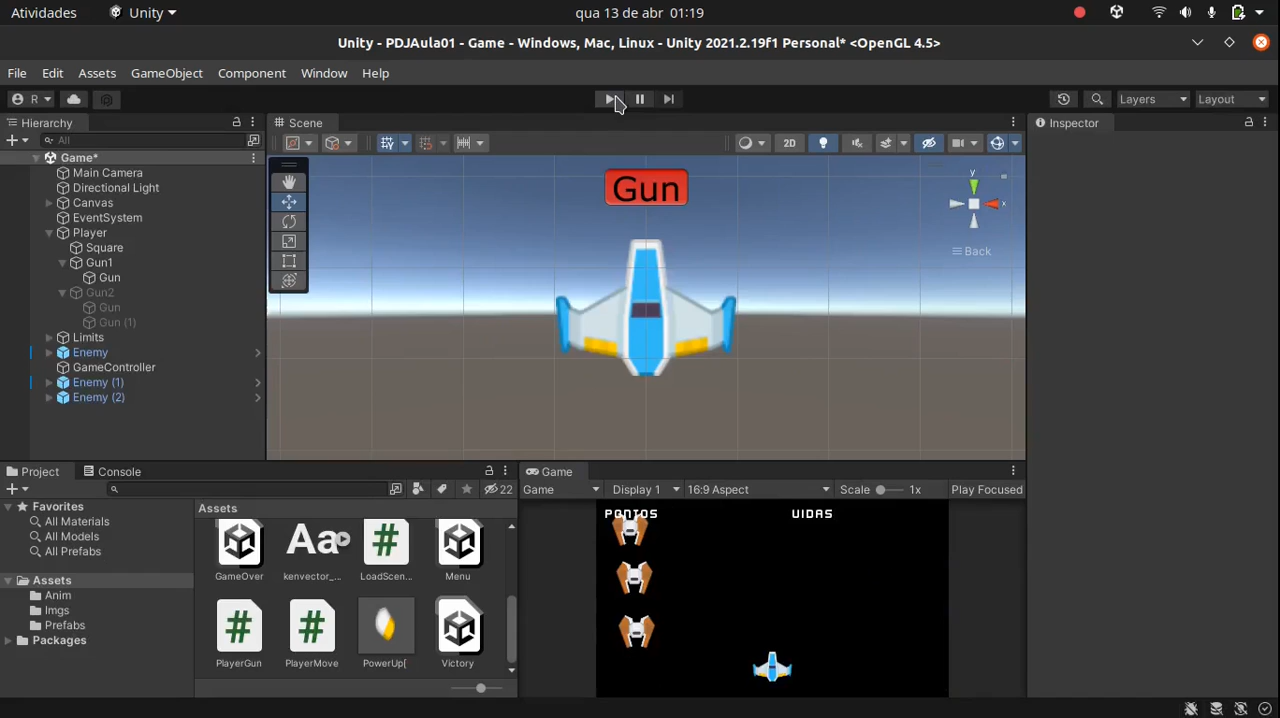 Atividades Unity qua 13 de abr 01:19
Unity - PDJAula01 - Game - Windows, Mac, Linux - Unity 2021.2.19f1 Personal* <OpenGL 4.5>
File Edit Assets GameObject Component Window Help
R Layers Layout
Hierarchy
All
Game*
Main Camera
Directional Light
Canvas
EventSystem
Player
Square
Gun1
Gun
Gun2
Gun
Gun (1)
Limits
Enemy
GameController
Enemy (1)
Enemy (2)
Scene
2D
Gun
y
x
Back
Inspector
Project Console
22
Favorites
All Materials
All Models
All Prefabs
Assets
Anim
Imgs
Prefabs
Packages
Assets
Aa
#
GameOver kenvector_... LoadScen... Menu
# #
PlayerGun PlayerMove PowerUp[ Victory
Game
Game Display 1 16:9 Aspect Scale 1x Play Focused
PONTOS VIDAS